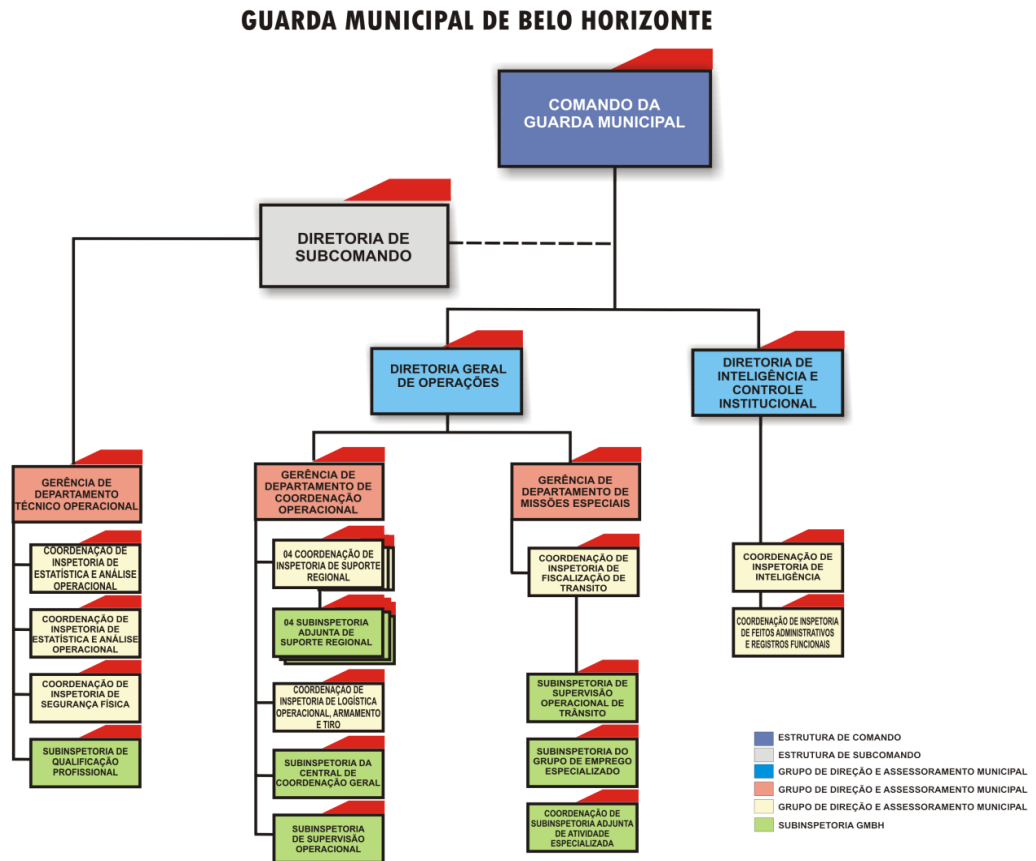 GUARDA MUNICIPAL DE BELO HORIZONTE
COMANDO DA
GUARDA MUNICIPAL
DIRETORIA DE
SUBCOMANDO
DIRETORIA GERAL
DE OPERAÇÕES
DIRETORIA DE
INTELIGÊNCIA E
CONTROLE
INSTITUCIONAL
GERÊNCIA DE
DEPARTAMENTO
TÉCNICO OPERACIONAL
COORDENAÇÃO DE
INSPETORIA DE
ESTATÍSTICA E ANÁLISE
OPERACIONAL
COORDENAÇÃO DE
INSPETORIA DE
ESTATÍSTICA E ANÁLISE
OPERACIONAL
COORDENAÇÃO DE
INSPETORIA DE
SEGURANÇA FÍSICA
SUBINSPETORIA DE
QUALIFICAÇÃO
PROFISSIONAL
GERÊNCIA DE
DEPARTAMENTO DE
COORDENAÇÃO
OPERACIONAL
04 COORDENAÇÃO DE
INSPETORIA DE SUPORTE
REGIONAL
04 SUBINSPETORIA
ADJUNTA DE
SUPORTE REGIONAL
COORDENAÇÃO DE
INSPETORIA DE LOGÍSTICA
OPERACIONAL, ARMAMENTO
E TIRO
SUBINSPETORIA DA
CENTRAL DE
COORDENAÇÃO GERAL
SUBINSPETORIA
DE SUPERVISÃO
OPERACIONAL
GERÊNCIA DE
DEPARTAMENTO DE
MISSÕES ESPECIAIS
COORDENAÇÃO DE
INSPETORIA DE
FISCALIZAÇÃO DE
TRANSITO
SUBINSPETORIA DE
SUPERVISÃO
OPERACIONAL DE
TRÂNSITO
SUBINSPETORIA DO
GRUPO DE EMPREGO
ESPECIALIZADO
COORDENAÇÃO DE
SUBINSPETORIA ADJUNTA
DE ATIVIDADE
ESPECIALIZADA
COORDENAÇÃO DE
INSPETORIA DE
INTELIGÊNCIA
COORDENAÇÃO DE INSPETORIA
DE FEITOS ADMINISTRATIVOS
E REGISTROS FUNCIONAIS
ESTRUTURA DE COMANDO
ESTRUTURA DE SUBCOMANDO
GRUPO DE DIREÇÃO E ASSESSORAMENTO MUNICIPAL
GRUPO DE DIREÇÃO E ASSESSORAMENTO MUNICIPAL
GRUPO DE DIREÇÃO E ASSESSORAMENTO MUNICIPAL
SUBINSPETORIA GMBH